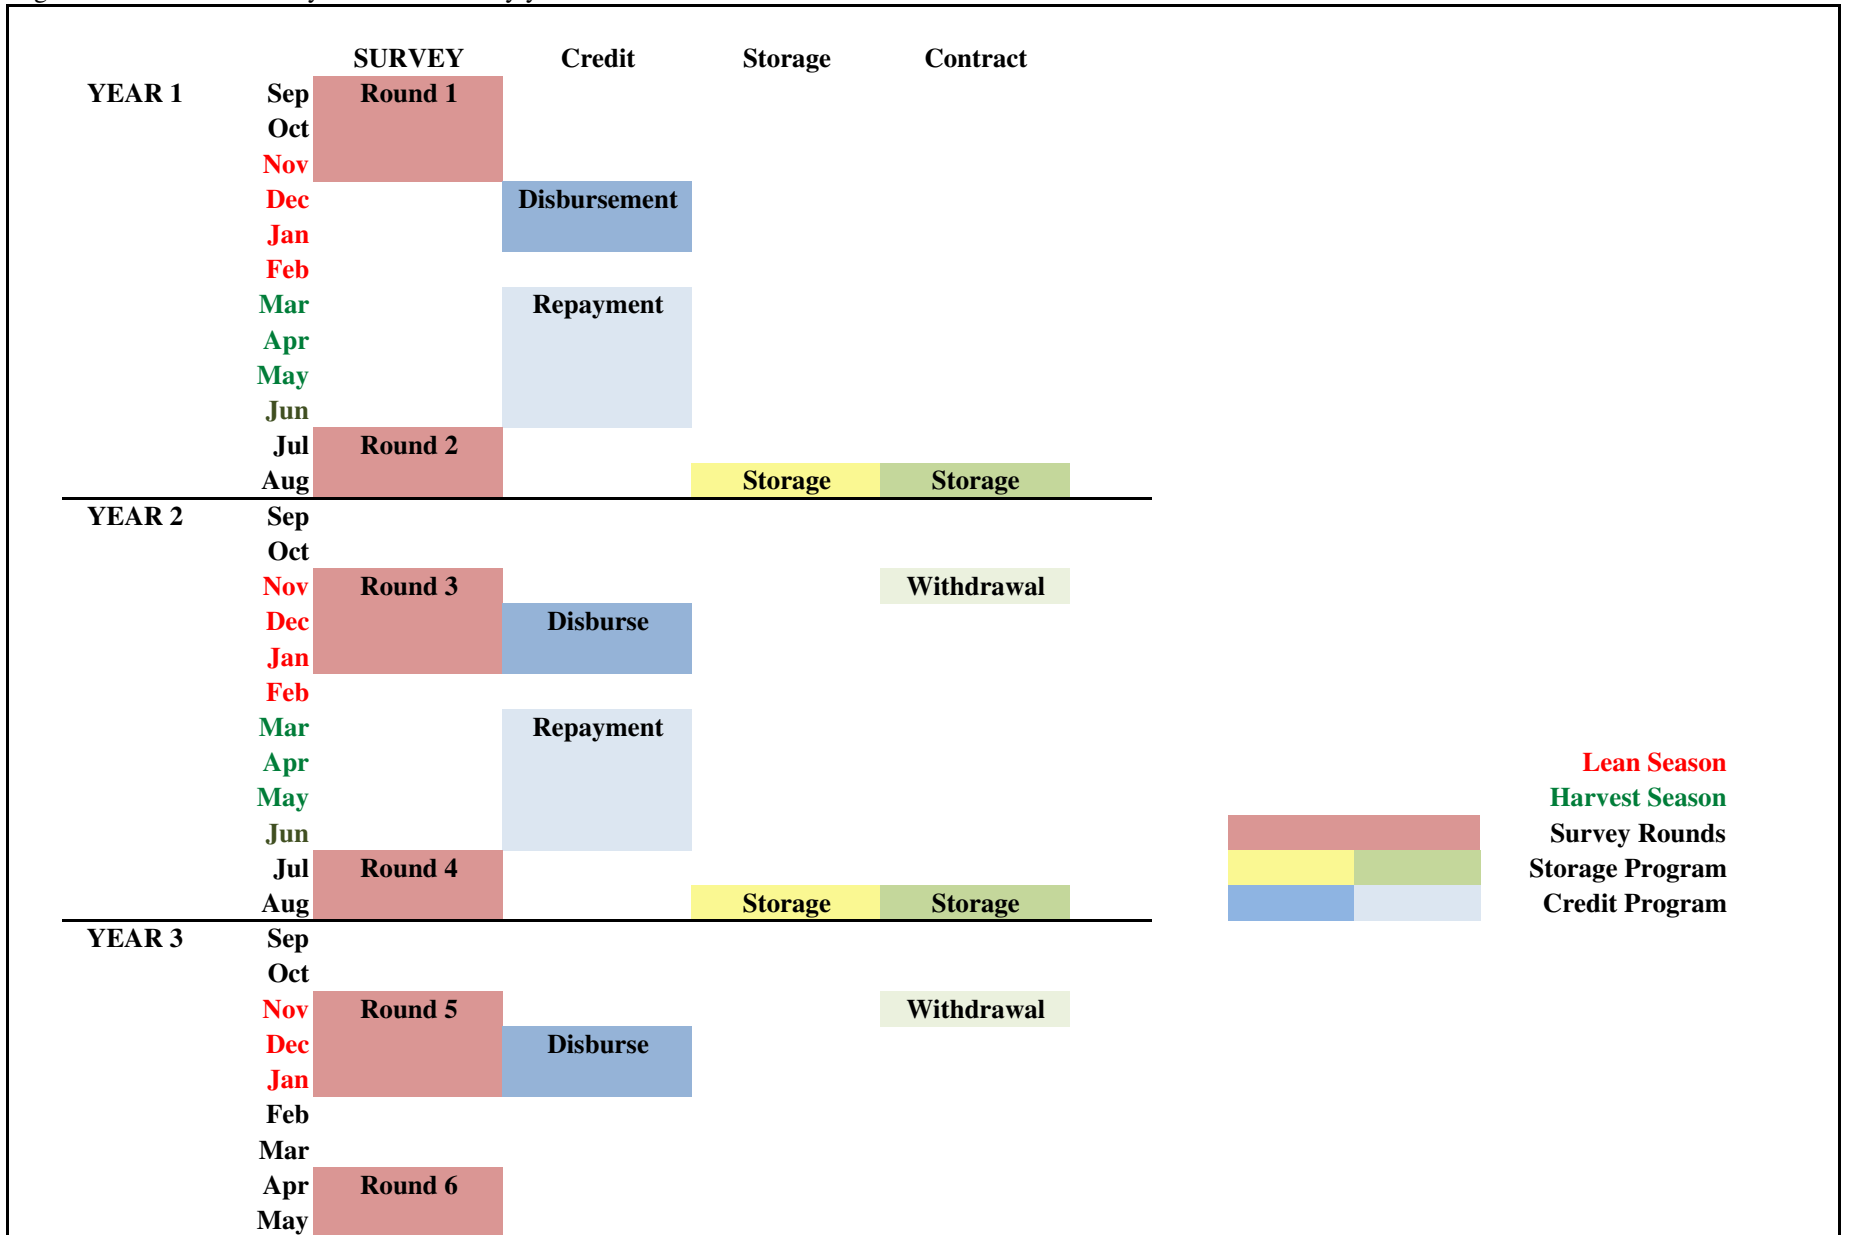 SURVEY Credit Storage Contract
YEAR 1 Sep Round 1
Oct
Nov
Dec Disbursement
Jan
Feb
Mar Repayment
Apr
May
Jun
Jul Round 2
Aug Storage Storage
YEAR 2 Sep
Oct
Nov Round 3 Withdrawal
Dec Disburse
Jan
Feb
Mar Repayment
Apr Lean Season
May Harvest Season
Jun Survey Rounds
Jul Round 4 Storage Program
Aug Storage Storage Credit Program
YEAR 3 Sep
Oct
Nov Round 5 Withdrawal
Dec Disburse
Jan
Feb
Mar
Apr Round 6
May